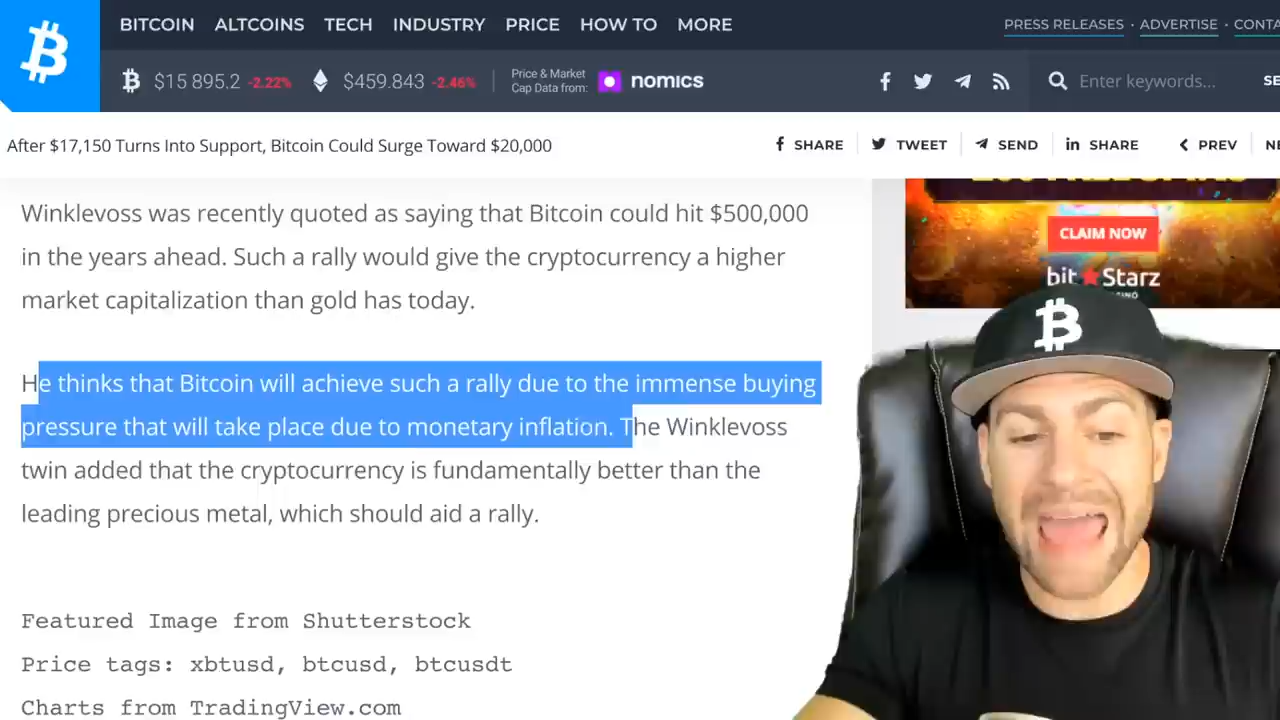 BITCOIN ALTCOINS TECH INDUSTRY PRICE HOW TO MORE
PRESS RELEASES · ADVERTISE ·
$15 895.2 -2.22% $459.843 -2.46%
Price & Market
Cap Data from:
nomics
Enter keywords...
After $17,150 Turns Into Support, Bitcoin Could Surge Toward $20,000
SHARE TWEET SEND SHARE PREV
Winklevoss was recently quoted as saying that Bitcoin could hit $500,000
in the years ahead. Such a rally would give the cryptocurrency a higher
market capitalization than gold has today.
He thinks that Bitcoin will achieve such a rally due to the immense buying
pressure that will take place due to monetary inflation. The Winklevoss
twin added that the cryptocurrency is fundamentally better than the
leading precious metal, which should aid a rally.
CLAIM NOW
bit Starz
Featured Image from Shutterstock
Price tags: xbtusd, btcusd, btcusdt
Charts from TradingView.com